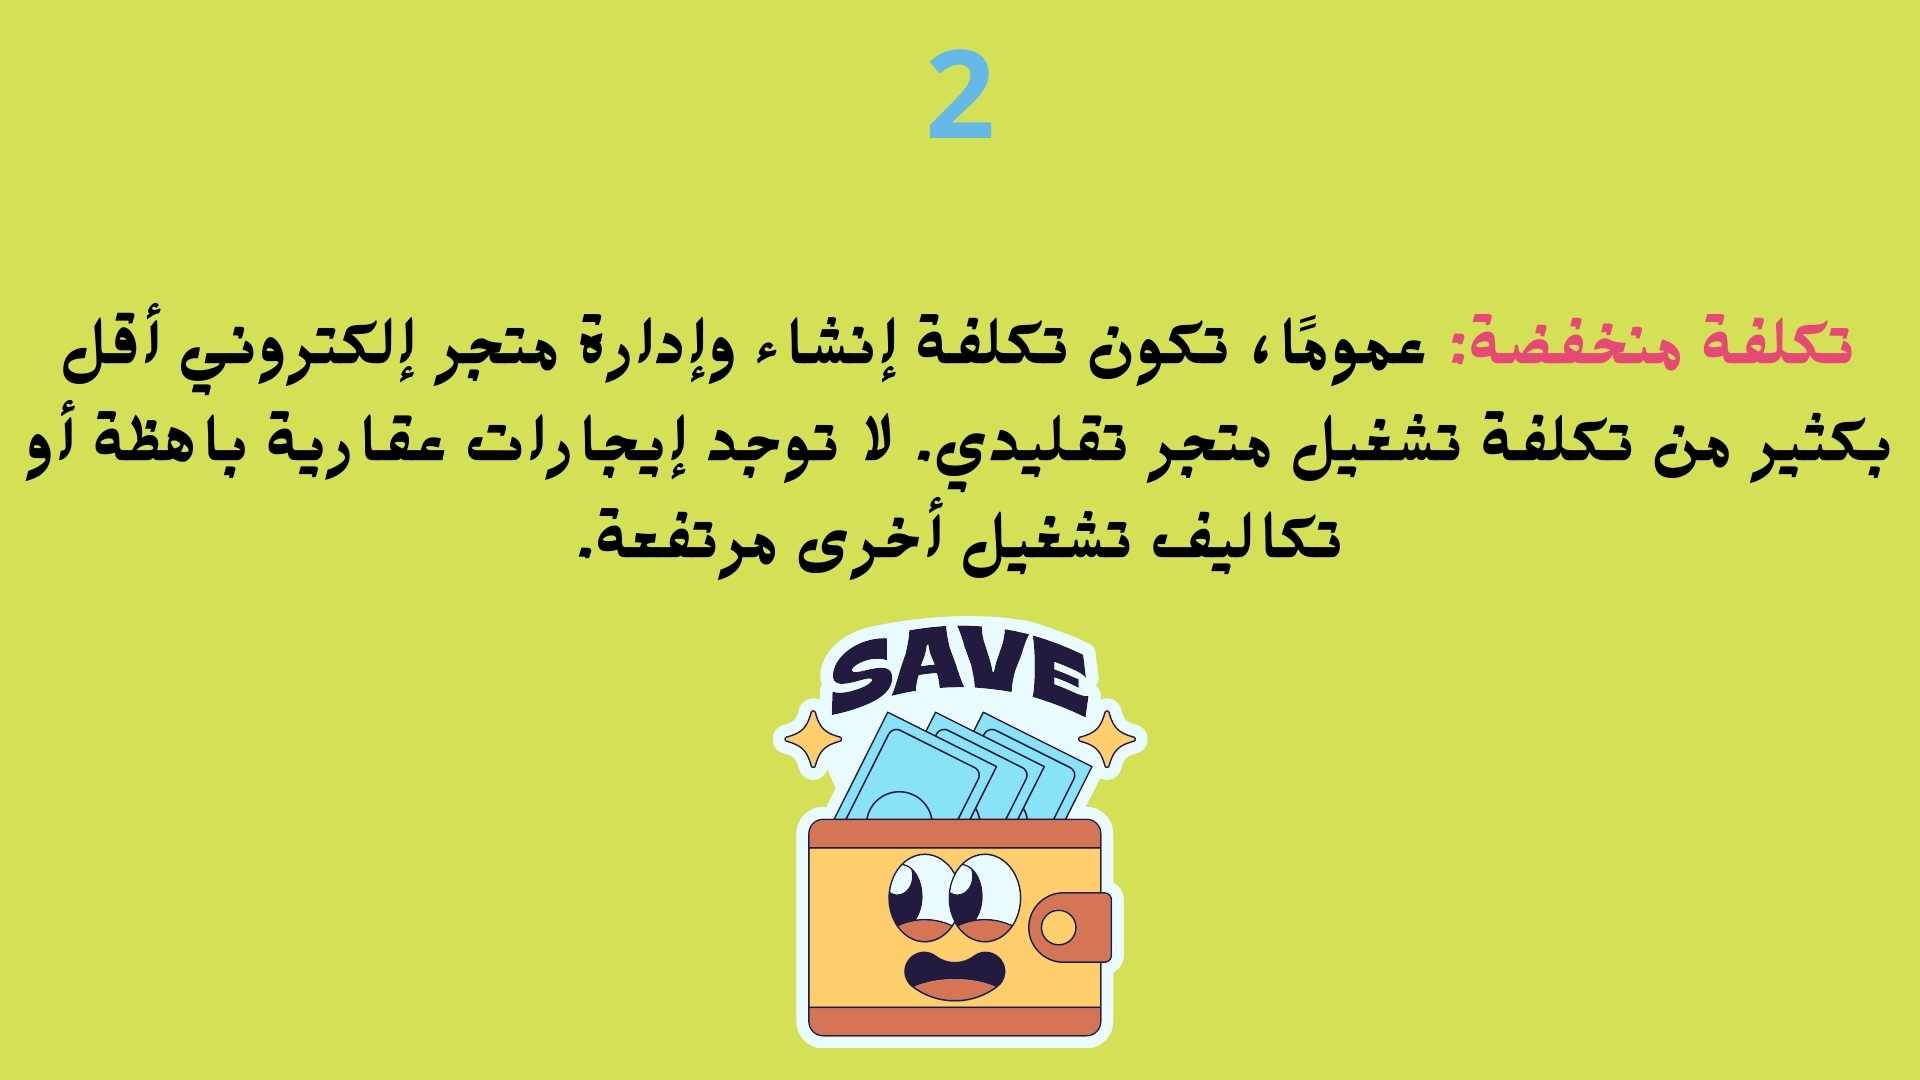 2
تكلفة منخفضة: عمومًا، تكون تكلفة إنشاء وإدارة متجر إلكتروني أقل
بكثير من تكلفة تشغيل متجر تقليدي. لا توجد إيجارات عقارية باهظة أو
تكاليف تشغيل أخرى مرتفعة.
SAVE